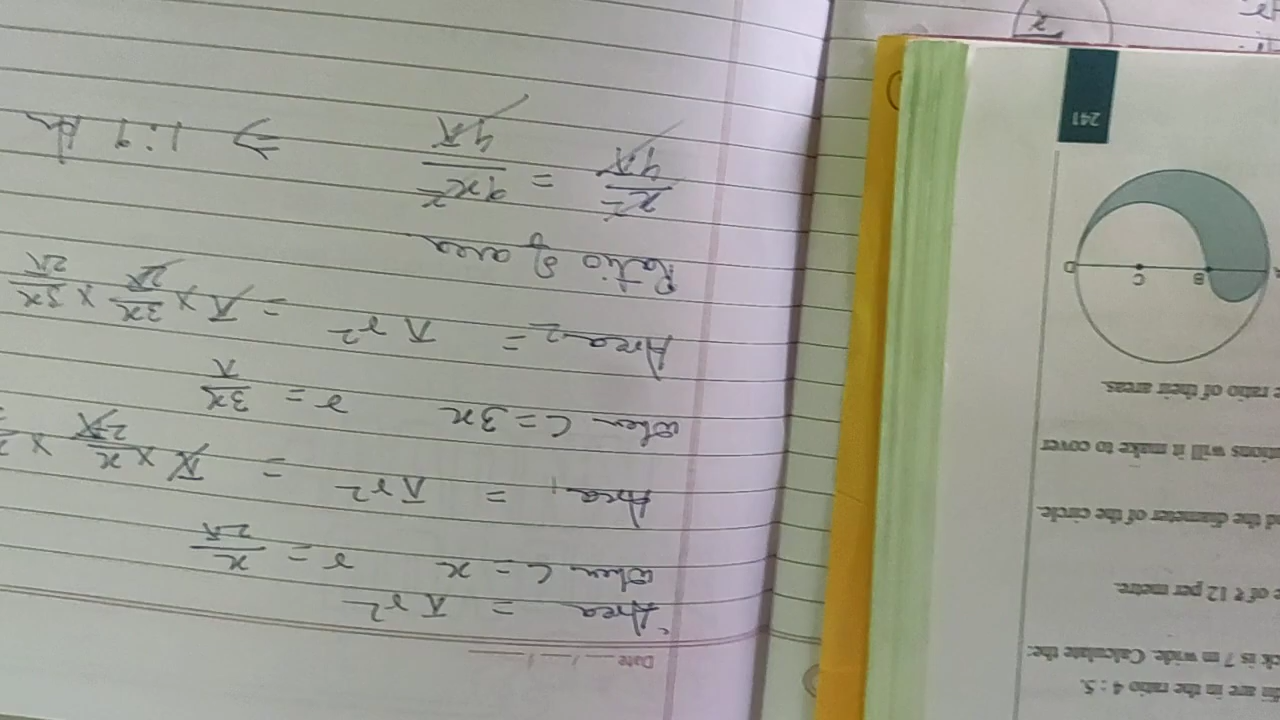 Date
Area = πr²
When C = x r = x/2π
Area₁ = πr² = π × x/2π ×
When C = 3x r = 3x/π
Area₂ = πr² = π × 3x/2π × 3x/2π
Ratio of area
x²/4π = 9x²/4π ⇒ 1:9
are in the ratio 4 : 5.
is 7 m wide. Calculate the:
of ₹ 12 per metre.
the diameter of the circle.
will it make to cover
ratio of their areas.
B C D
241
x